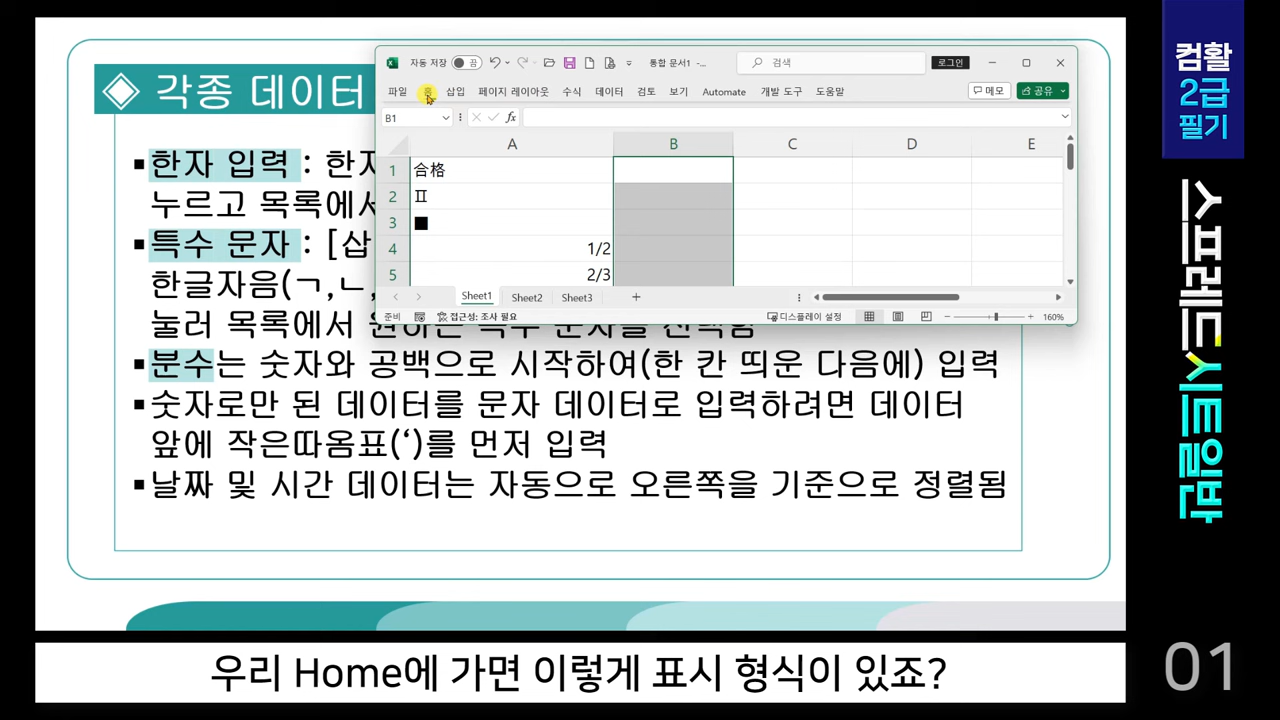 컴활
2급
필기
스프레드시트일반
01
각종 데이터
▪한자 입력 : 한자
누르고 목록에서
▪특수 문자 : [삽
한글자음(ㄱ,ㄴ,
눌러 목록에서 원하는 특수 문자를 선택함
▪분수는 숫자와 공백으로 시작하여(한 칸 띄운 다음에) 입력
▪숫자로만 된 데이터를 문자 데이터로 입력하려면 데이터
앞에 작은따옴표(‘)를 먼저 입력
▪날짜 및 시간 데이터는 자동으로 오른쪽을 기준으로 정렬됨
자동 저장 끔 통합 문서1 -... 검색 로그인
파일 홈 삽입 페이지 레이아웃 수식 데이터 검토 보기 Automate 개발 도구 도움말 메모 공유
B1 fx
A B C D E
1 合格
2 ㅍ
3 ■
4 1/2
5 2/3
Sheet1 Sheet2 Sheet3 +
준비 접근성: 조사 필요 디스플레이 설정 160%
우리 Home에 가면 이렇게 표시 형식이 있죠?